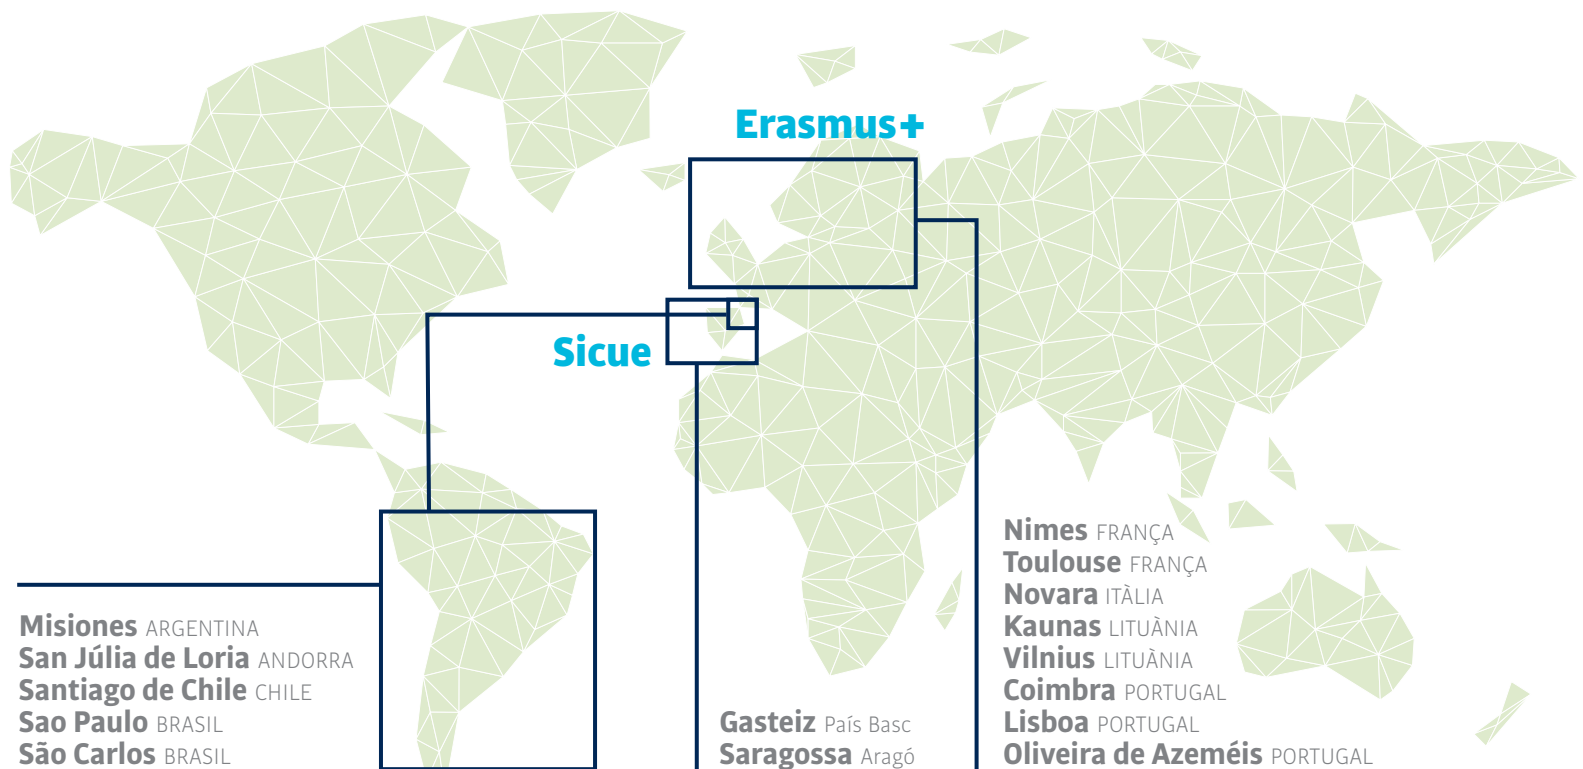 Erasmus+
Sicue
Misiones ARGENTINA
San Júlia de Loria ANDORRA
Santiago de Chile CHILE
Sao Paulo BRASIL
São Carlos BRASIL
Gasteiz País Basc
Saragossa Aragó
Nimes FRANÇA
Toulouse FRANÇA
Novara ITÀLIA
Kaunas LITUÀNIA
Vilnius LITUÀNIA
Coimbra PORTUGAL
Lisboa PORTUGAL
Oliveira de Azeméis PORTUGAL